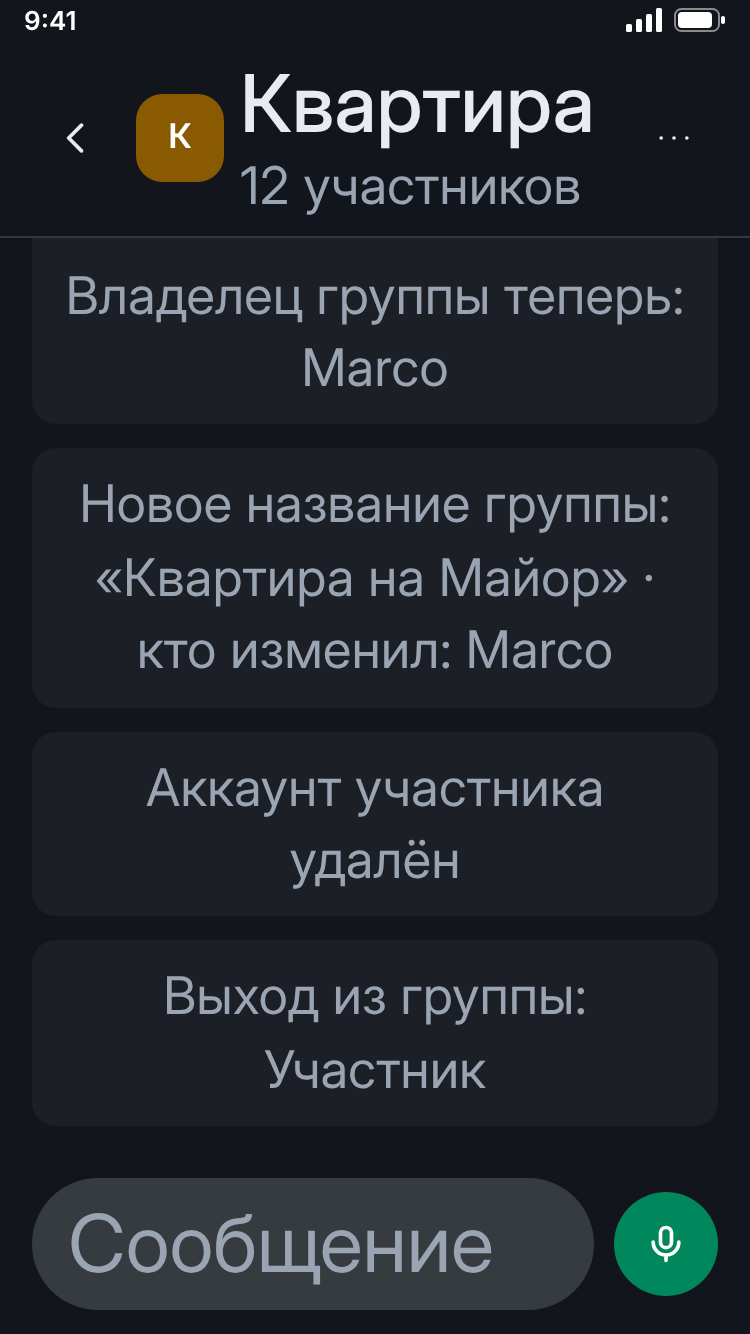 9:41
К
Квартира
...
12 участников
Владелец группы теперь:
Marco
Новое название группы:
«Квартира на Майор» ·
кто изменил: Marco
Аккаунт участника
удалён
Выход из группы:
Участник
Сообщение